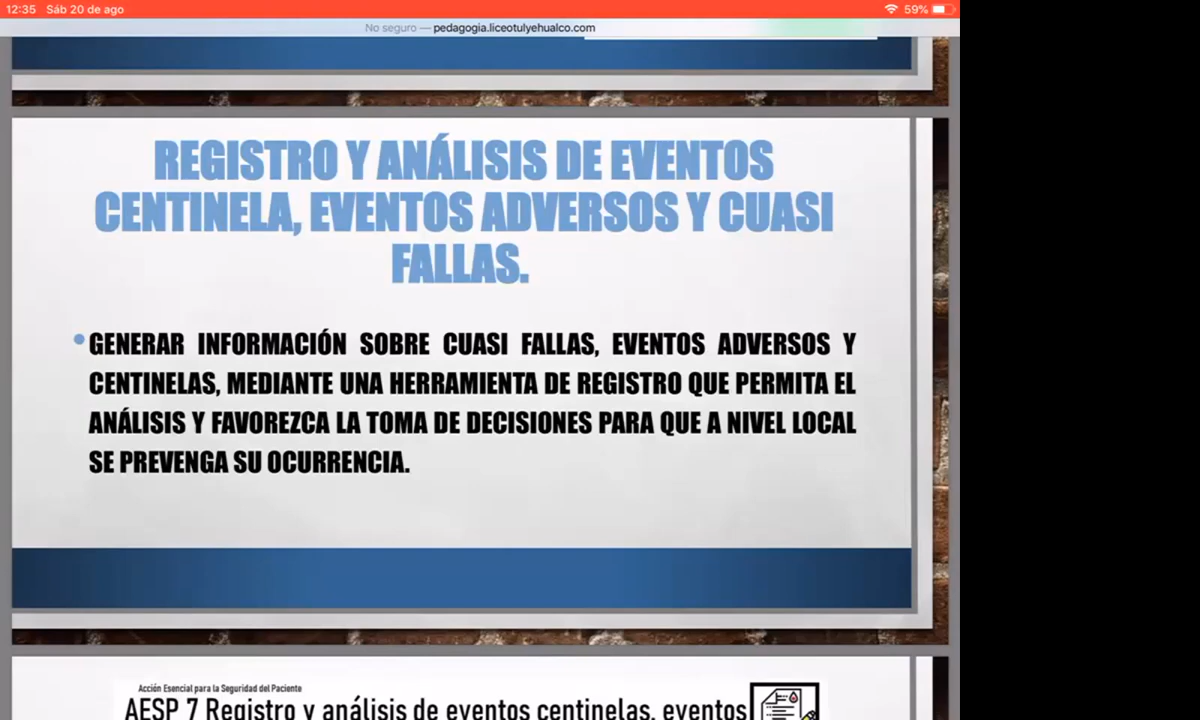 12:35 Sáb 20 de ago 59%
No seguro — pedagogia.liceotulyehualco.com
REGISTRO Y ANÁLISIS DE EVENTOS
CENTINELA, EVENTOS ADVERSOS Y CUASI
FALLAS.
• GENERAR INFORMACIÓN SOBRE CUASI FALLAS, EVENTOS ADVERSOS Y
CENTINELAS, MEDIANTE UNA HERRAMIENTA DE REGISTRO QUE PERMITA EL
ANÁLISIS Y FAVOREZCA LA TOMA DE DECISIONES PARA QUE A NIVEL LOCAL
SE PREVENGA SU OCURRENCIA.
Acción Esencial para la Seguridad del Paciente
AESP 7 Registro y análisis de eventos centinelas, eventos